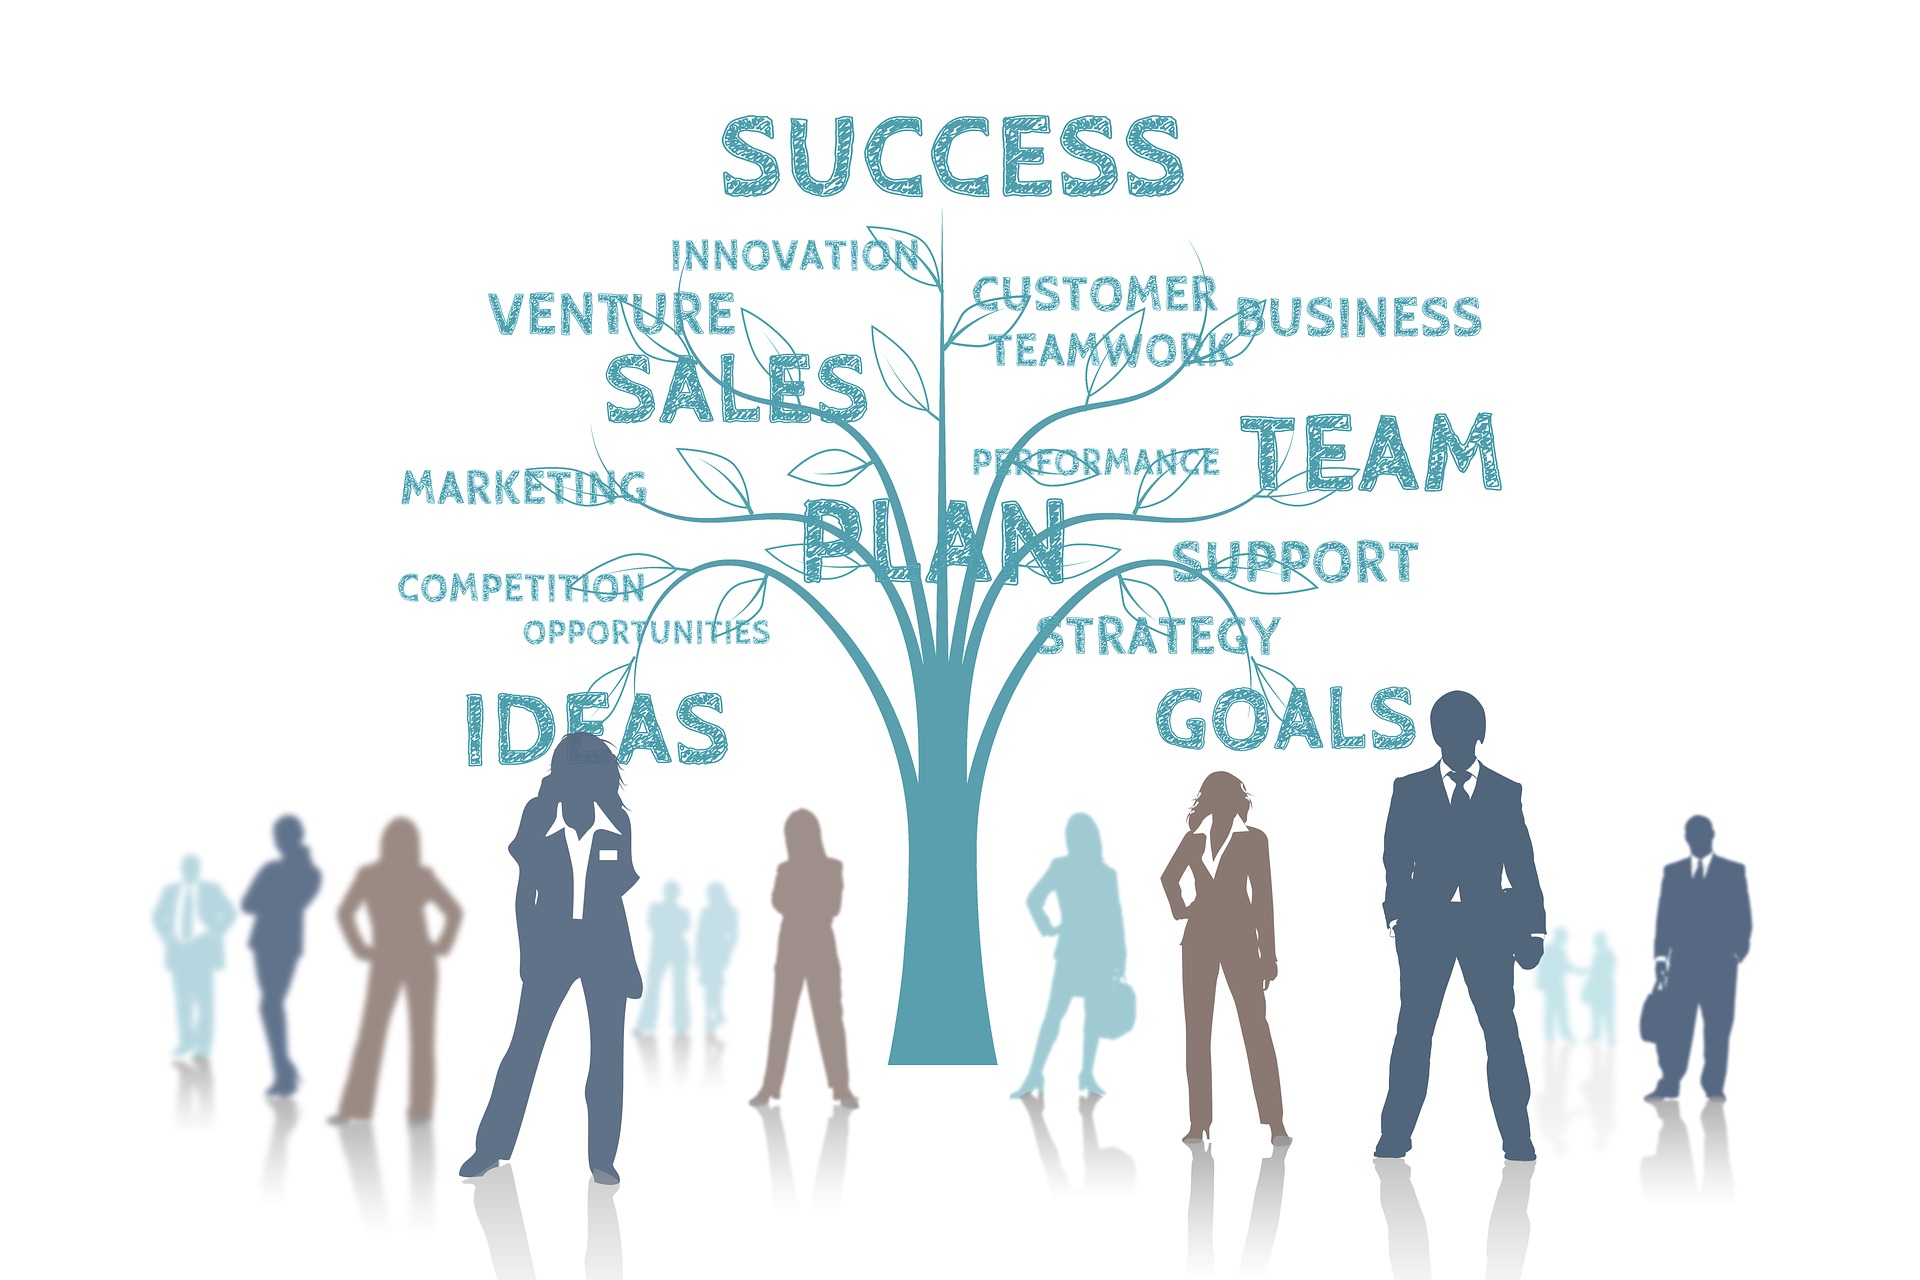 SUCCESS
INNOVATION
CUSTOMER
VENTURE
BUSINESS
TEAMWORK
SALES
TEAM
PERFORMANCE
MARKETING
PLAN
SUPPORT
COMPETITION
OPPORTUNITIES
STRATEGY
IDEAS
GOALS